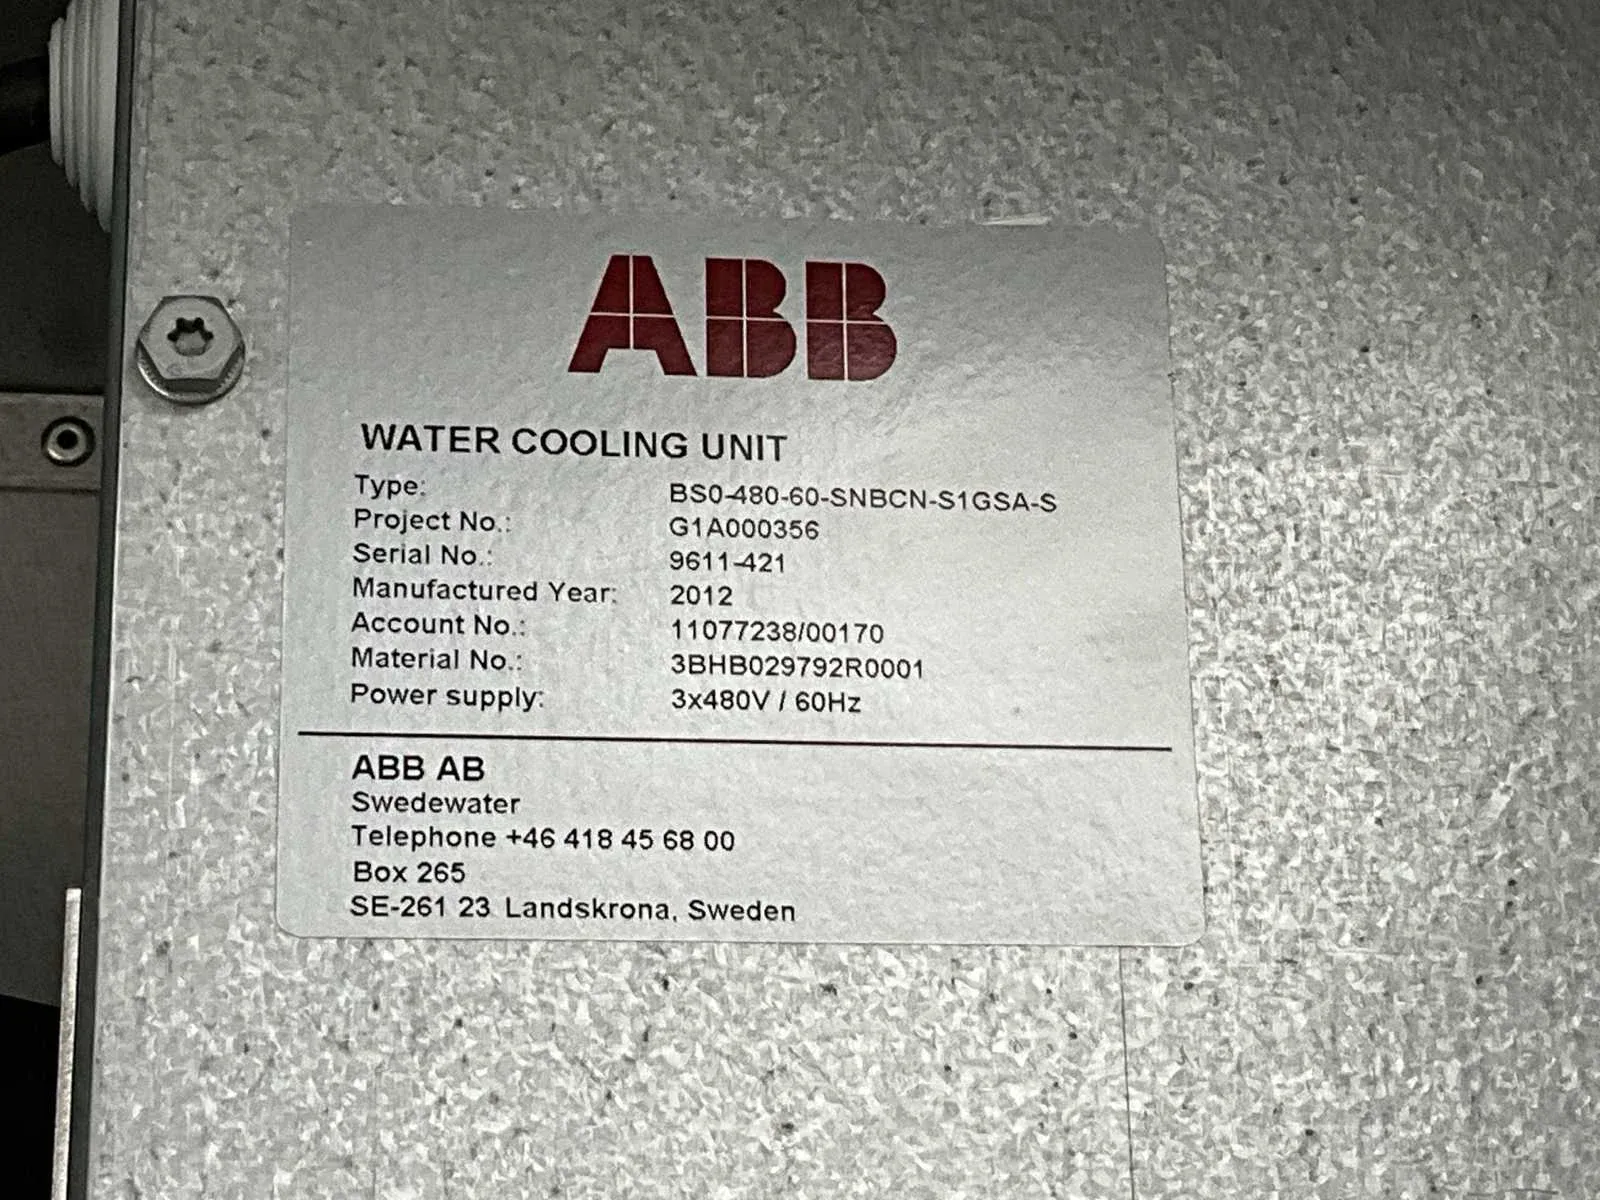 ABB
WATER COOLING UNIT
Type: BS0-480-60-SNBCN-S1GSA-S
Project No.: G1A000356
Serial No.: 9611-421
Manufactured Year: 2012
Account No.: 11077238/00170
Material No.: 3BHB029792R0001
Power supply: 3x480V / 60Hz
ABB AB
Swedewater
Telephone +46 418 45 68 00
Box 265
SE-261 23 Landskrona, Sweden